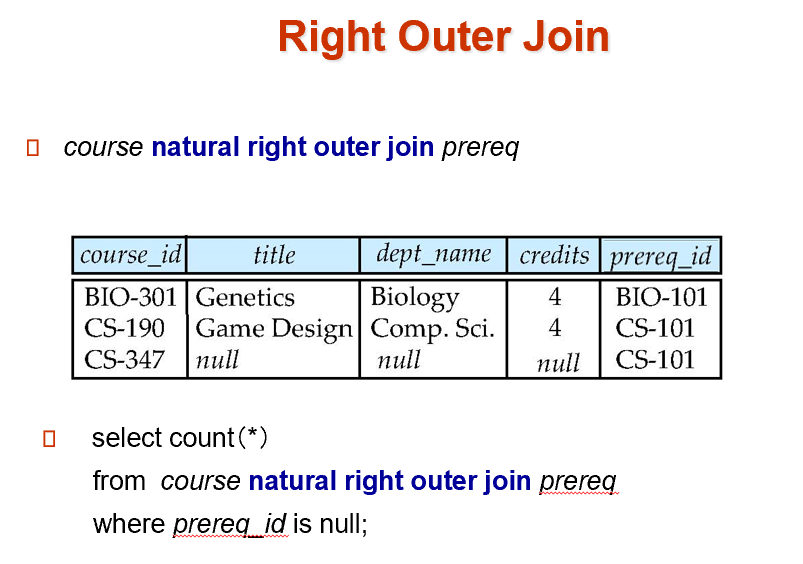 Right Outer Join
course natural right outer join prereq
course_id title dept_name credits prereq_id
BIO-301 Genetics Biology 4 BIO-101
CS-190 Game Design Comp. Sci. 4 CS-101
CS-347 null null null CS-101
select count（*）
from course natural right outer join prereq
where prereq_id is null;